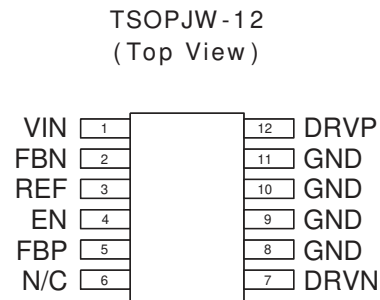 TSOPJW-12
(Top View)
VIN 1 12 DRVP
FBN 2 11 GND
REF 3 10 GND
EN 4 9 GND
FBP 5 8 GND
N/C 6 7 DRVN